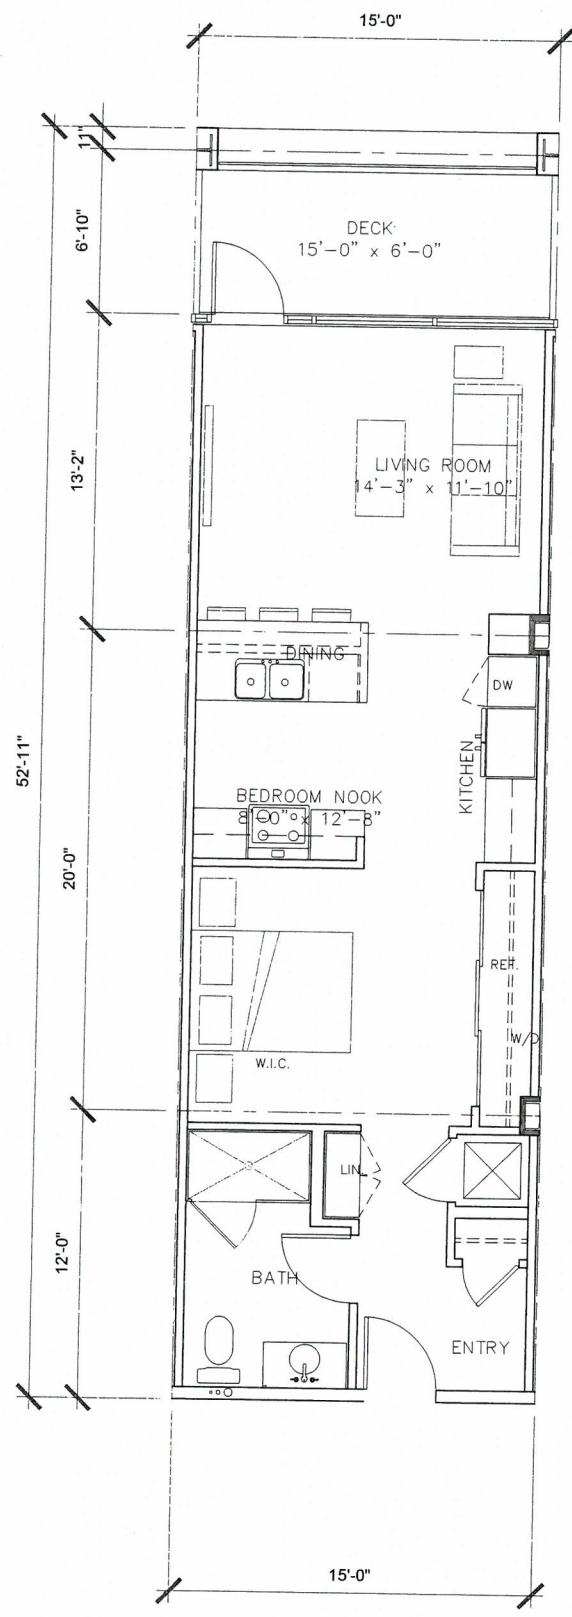 15'-0"
11"
6'-10"
DECK
15'-0" x 6'-0"
13'-2"
LIVING ROOM
14'-3" x 11'-10"
DINING
DW
KITCHEN
52'-11"
BEDROOM NOOK
8'-0" x 12'-8"
20'-0"
REF.
W/D
W.I.C.
LIN.
12'-0"
BATH
ENTRY
15'-0"